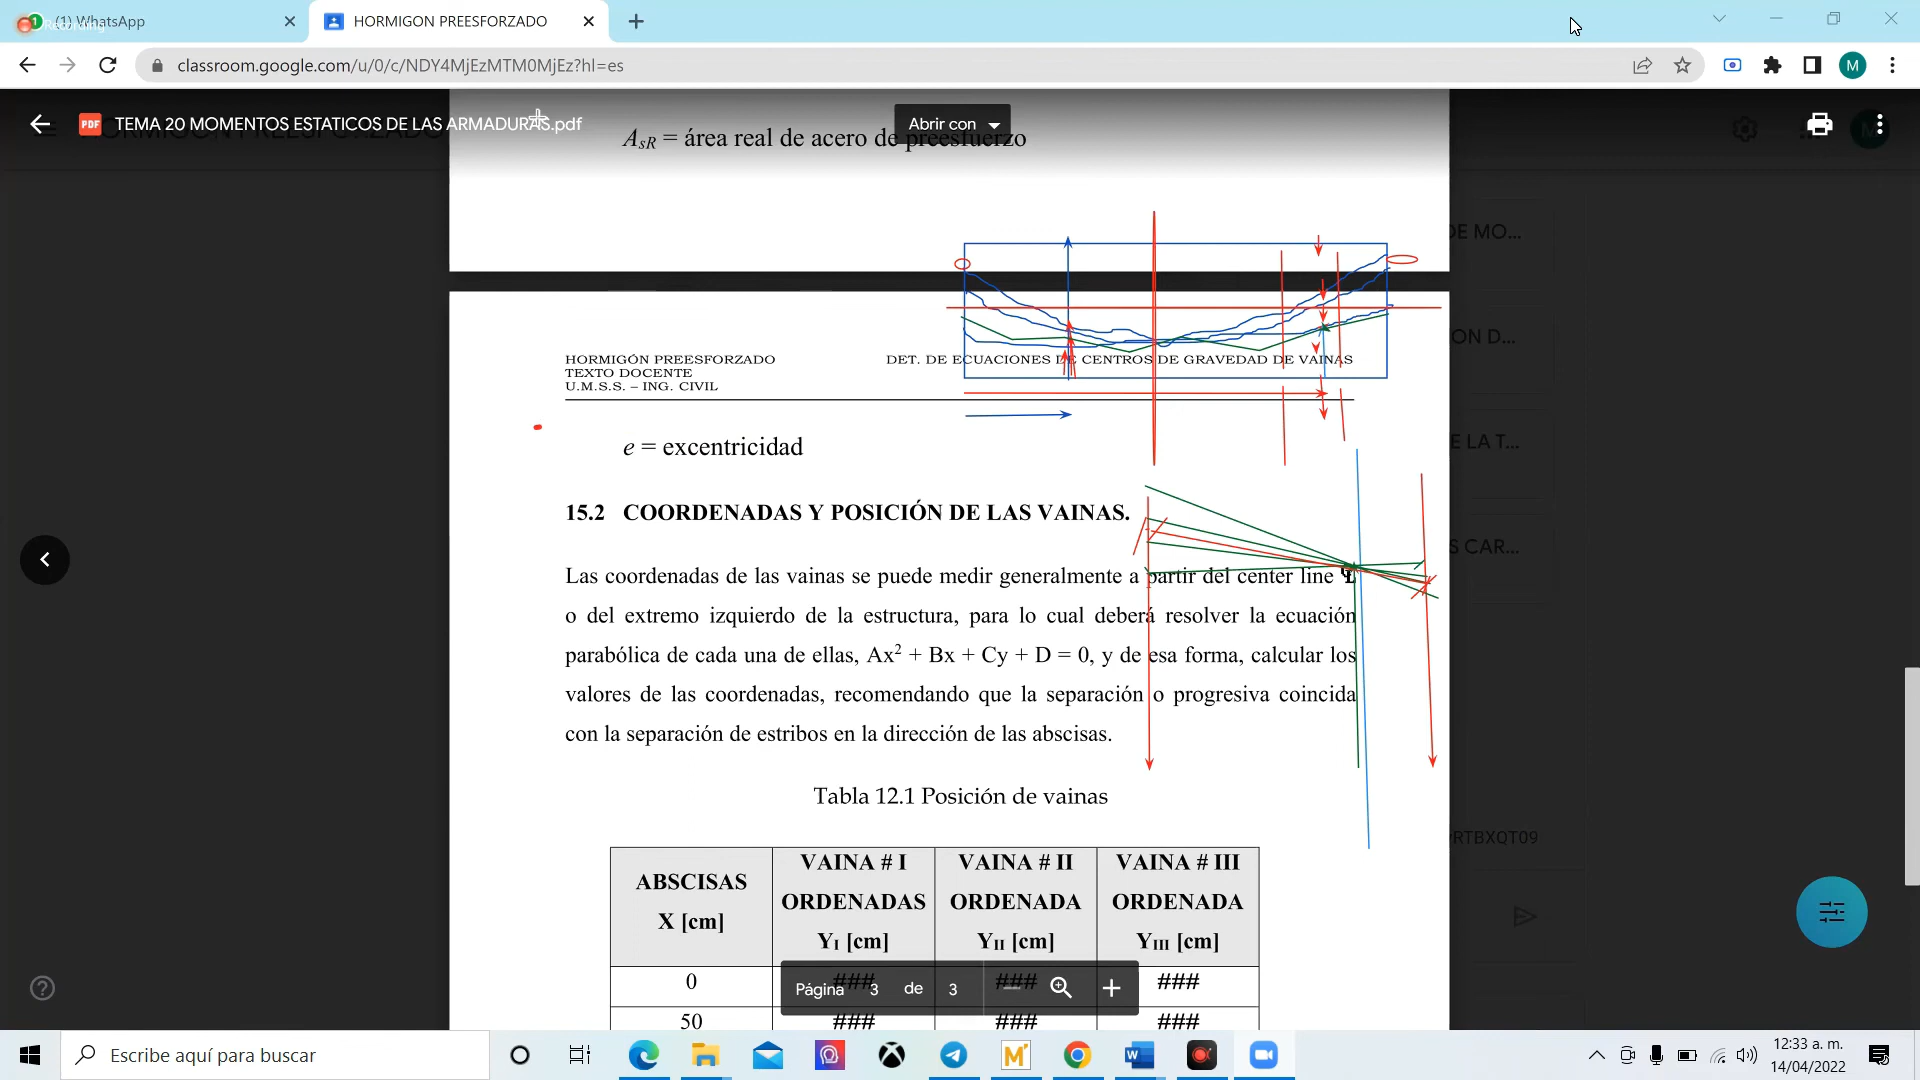 (1) WhatsApp
Recording
HORMIGON PREESFORZADO
classroom.google.com/u/0/c/NDY4MjEzMTM0MjEz?hl=es
M
PDF TEMA 20 MOMENTOS ESTATICOS DE LAS ARMADURAS.pdf
Abrir con
AsR = área real de acero de preesfuerzo
DE MO...
ON D...
E LA T...
S CAR...
RTBXQT09
HORMIGÓN PREESFORZADO
DET. DE ECUACIONES DE CENTROS DE GRAVEDAD DE VAINAS
TEXTO DOCENTE
U.M.S.S. – ING. CIVIL
e = excentricidad
15.2 COORDENADAS Y POSICIÓN DE LAS VAINAS.
Las coordenadas de las vainas se puede medir generalmente a partir del center line
o del extremo izquierdo de la estructura, para lo cual deberá resolver la ecuación
parabólica de cada una de ellas, Ax² + Bx + Cy + D = 0, y de esa forma, calcular los
valores de las coordenadas, recomendando que la separación o progresiva coincida
con la separación de estribos en la dirección de las abscisas.
Tabla 12.1 Posición de vainas
ABSCISAS X [cm]
VAINA # I ORDENADAS YI [cm]
VAINA # II ORDENADA YII [cm]
VAINA # III ORDENADA YIII [cm]
0 ### ### ###
50 ### ### ###
Página 3 de 3
Escribe aquí para buscar
12:33 a. m.
14/04/2022